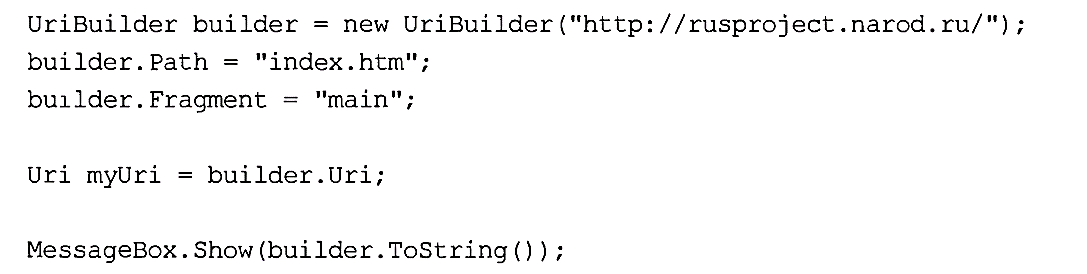 UriBuilder builder = new UriBuilder("http://rusproject.narod.ru/");
builder.Path = "index.htm";
builder.Fragment = "main";
Uri myUri = builder.Uri;
MessageBox.Show(builder.ToString());